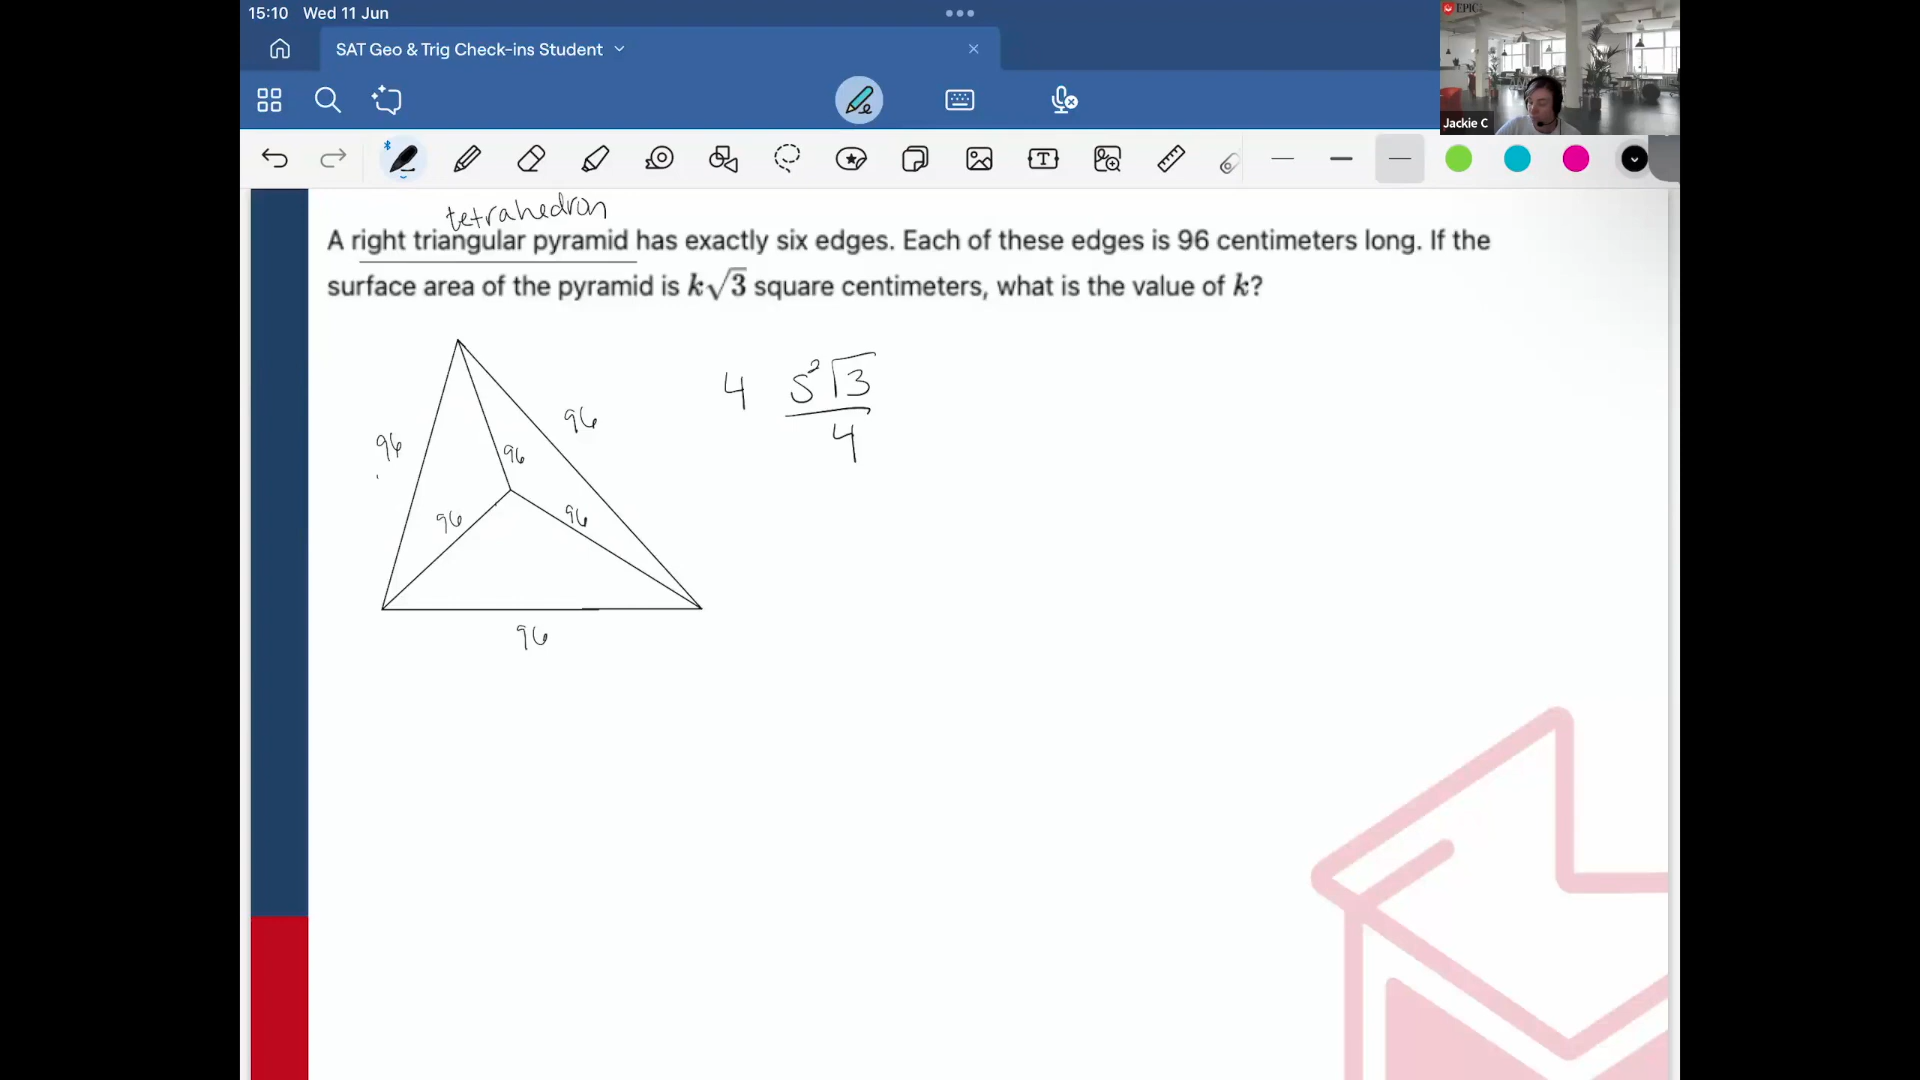 15:10 Wed 11 Jun
SAT Geo & Trig Check-ins Student
EPIC
Jackie C
tetrahedron
A right triangular pyramid has exactly six edges. Each of these edges is 96 centimeters long. If the
surface area of the pyramid is k√3 square centimeters, what is the value of k?
4 s²√3
4
96
96
96
96
96
96